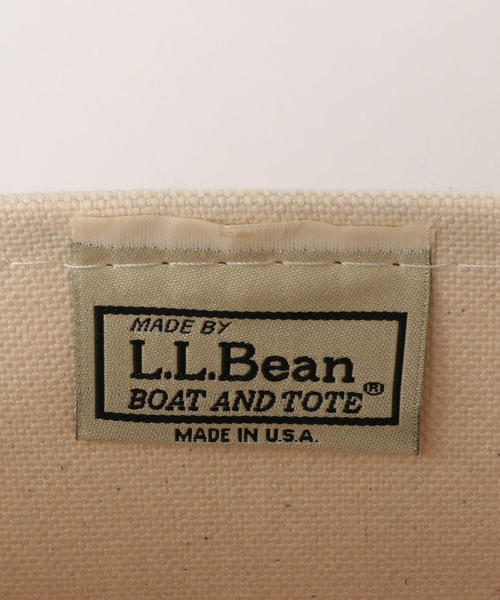 MADE BY
L.L.Bean
BOAT AND TOTE®
MADE IN U.S.A.